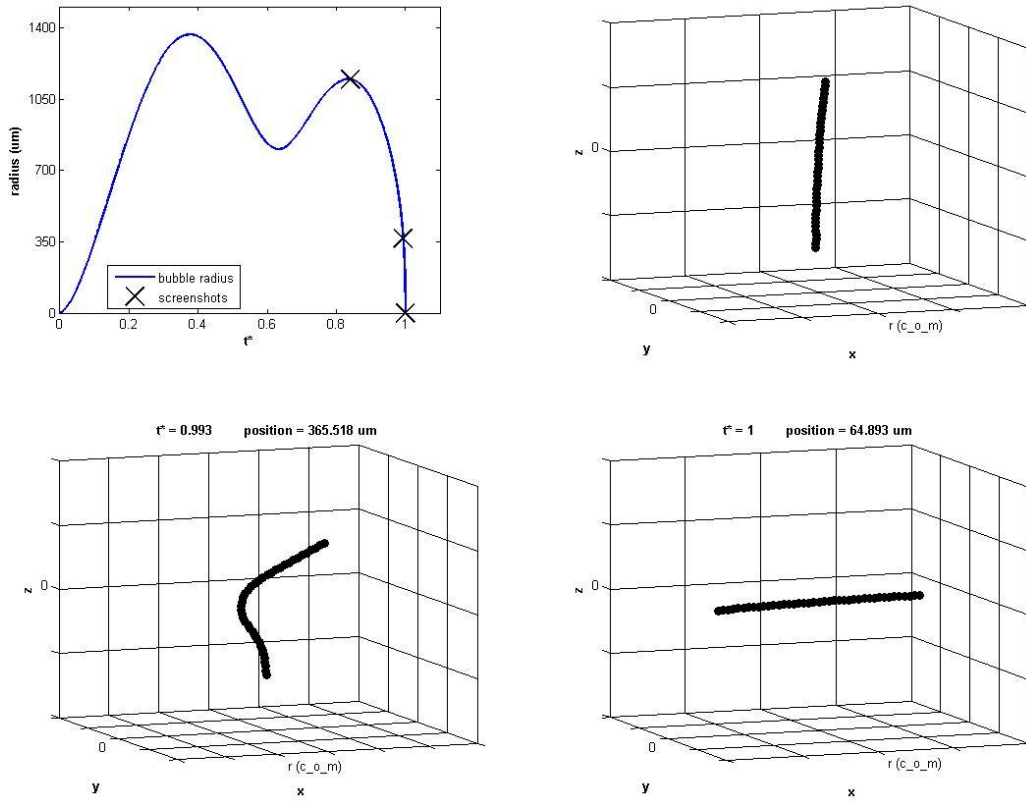 1400
1050
700
350
0
radius (um)
bubble radius
screenshots
0 0.2 0.4 0.6 0.8 1
t*
z
0
0
r (c_o_m)
y
x
t* = 0.993 position = 365.518 um
z
0
0
r (c_o_m)
y
x
t* = 1 position = 64.893 um
z
0
0
r (c_o_m)
y
x